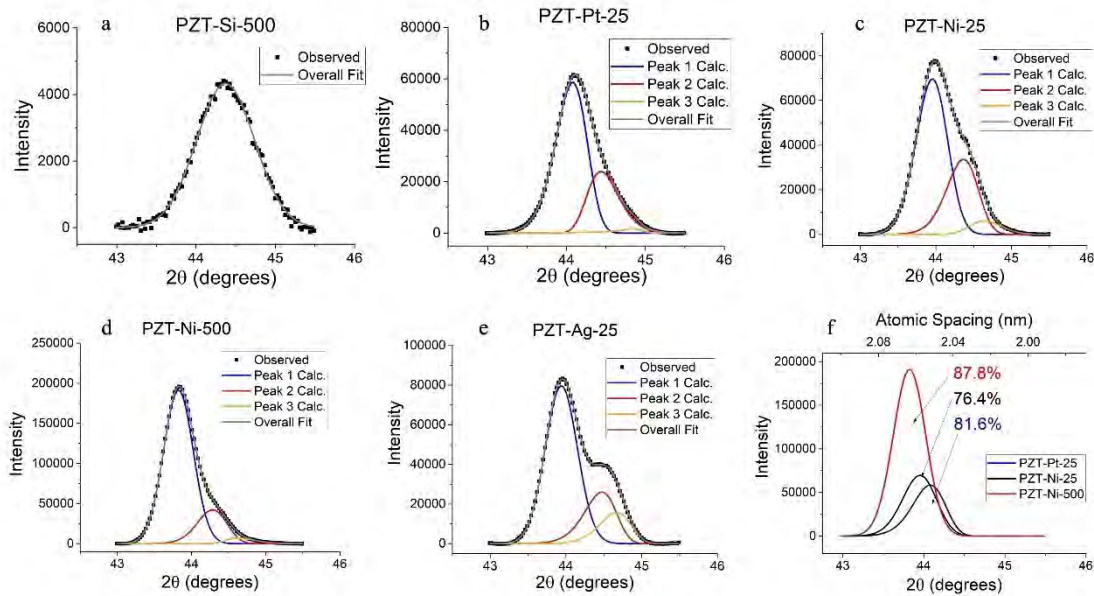 a
PZT-Si-500
6000
4000
2000
0
Intensity
Observed
Overall Fit
43
44
45
46
2θ (degrees)
b
PZT-Pt-25
80000
60000
40000
20000
0
Intensity
Observed
Peak 1 Calc.
Peak 2 Calc.
Peak 3 Calc.
Overall Fit
43
44
45
46
2θ (degrees)
c
PZT-Ni-25
80000
60000
40000
20000
0
Intensity
Observed
Peak 1 Calc.
Peak 2 Calc.
Peak 3 Calc.
Overall Fit
43
44
45
46
2θ (degrees)
d
PZT-Ni-500
250000
200000
150000
100000
50000
0
Intensity
Observed
Peak 1 Calc.
Peak 2 Calc.
Peak 3 Calc.
Overall Fit
43
44
45
46
2θ (degrees)
e
PZT-Ag-25
100000
80000
60000
40000
20000
0
Intensity
Observed
Peak 1 Calc.
Peak 2 Calc.
Peak 3 Calc.
Overall Fit
43
44
45
46
2θ (degrees)
f
Atomic Spacing (nm)
2.08
2.04
2.00
200000
150000
100000
50000
0
Intensity
87.8%
76.4%
81.6%
PZT-Pt-25
PZT-Ni-25
PZT-Ni-500
43
44
45
46
2θ (degrees)